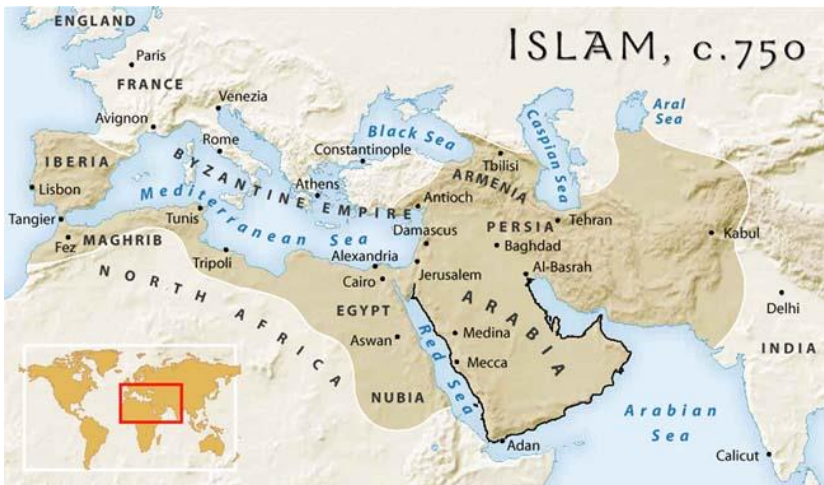 ISLAM, c.750
ENGLAND
Paris
FRANCE
Venezia
Avignon
Rome
Black Sea
Caspian Sea
Aral Sea
Constantinople
Tbilisi
IBERIA
BYZANTINE EMPIRE
ARMENIA
Lisbon
Athens
Antioch
Mediterranean Sea
Tehran
Tangier
Tunis
Damascus
PERSIA
Kabul
Fez
MAGHRIB
Baghdad
Tripoli
Alexandria
Jerusalem
Al-Basrah
Cairo
NORTH AFRICA
EGYPT
ARABIA
Delhi
Red Sea
Medina
Aswan
INDIA
Mecca
NUBIA
Arabian Sea
Adan
Calicut